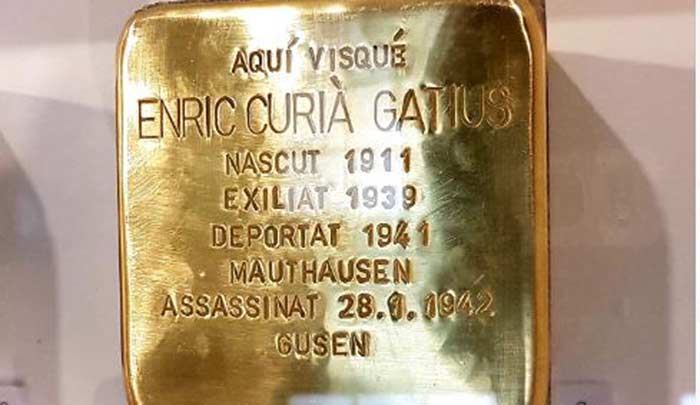 AQUÍ VISQUÉ
ENRIC CURIÀ GATIUS
NASCUT 1911
EXILIAT 1939
DEPORTAT 1941
MAUTHAUSEN
ASSASSINAT 28.1.1942
GUSEN